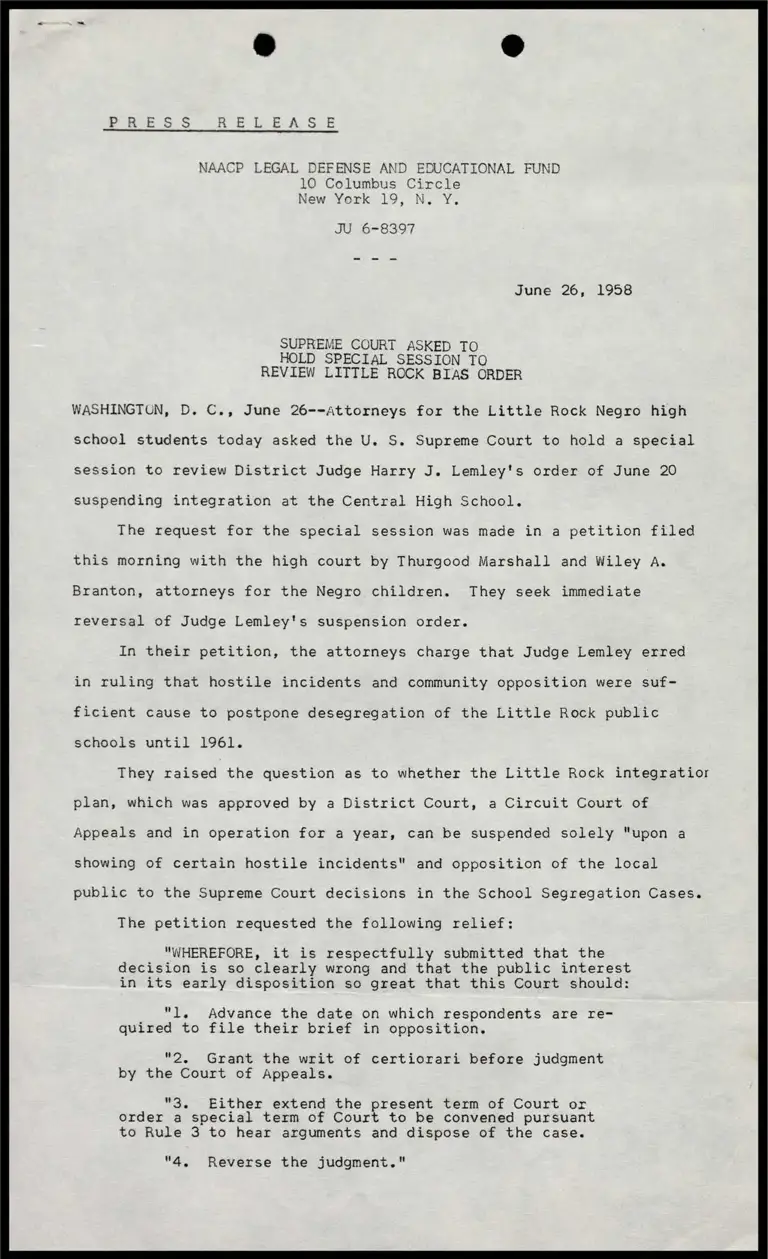 PRESS RELEASE
NAACP LEGAL DEFENSE AND EDUCATIONAL FUND
10 Columbus Circle
New York 19, N. Y.
JU 6-8397
- - -
June 26, 1958
SUPREME COURT ASKED TO
HOLD SPECIAL SESSION TO
REVIEW LITTLE ROCK BIAS ORDER
WASHINGTON, D. C., June 26--Attorneys for the Little Rock Negro high
school students today asked the U. S. Supreme Court to hold a special
session to review District Judge Harry J. Lemley's order of June 20
suspending integration at the Central High School.
The request for the special session was made in a petition filed
this morning with the high court by Thurgood Marshall and Wiley A.
Branton, attorneys for the Negro children. They seek immediate
reversal of Judge Lemley's suspension order.
In their petition, the attorneys charge that Judge Lemley erred
in ruling that hostile incidents and community opposition were suf-
ficient cause to postpone desegregation of the Little Rock public
schools until 1961.
They raised the question as to whether the Little Rock integration
plan, which was approved by a District Court, a Circuit Court of
Appeals and in operation for a year, can be suspended solely "upon a
showing of certain hostile incidents" and opposition of the local
public to the Supreme Court decisions in the School Segregation Cases.
The petition requested the following relief:
"WHEREFORE, it is respectfully submitted that the
decision is so clearly wrong and that the public interest
in its early disposition so great that this Court should:
"1. Advance the date on which respondents are re-
quired to file their brief in opposition.
"2. Grant the writ of certiorari before judgment
by the Court of Appeals.
"3. Either extend the present term of Court or
order a special term of Court to be convened pursuant
to Rule 3 to hear arguments and dispose of the case.
"4. Reverse the judgment."